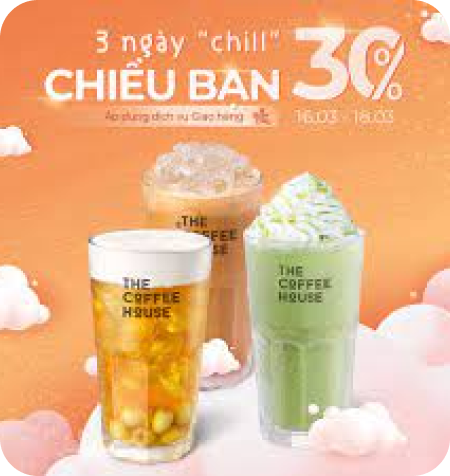 3 ngày "chill"
CHIỀU BẠN 30%
Áp dụng dịch vụ Giao hàng
16.03 - 18.03
THE
COFFEE
HOUSE
THE
COFFEE
HOUSE
THE
COFFEE
HOUSE